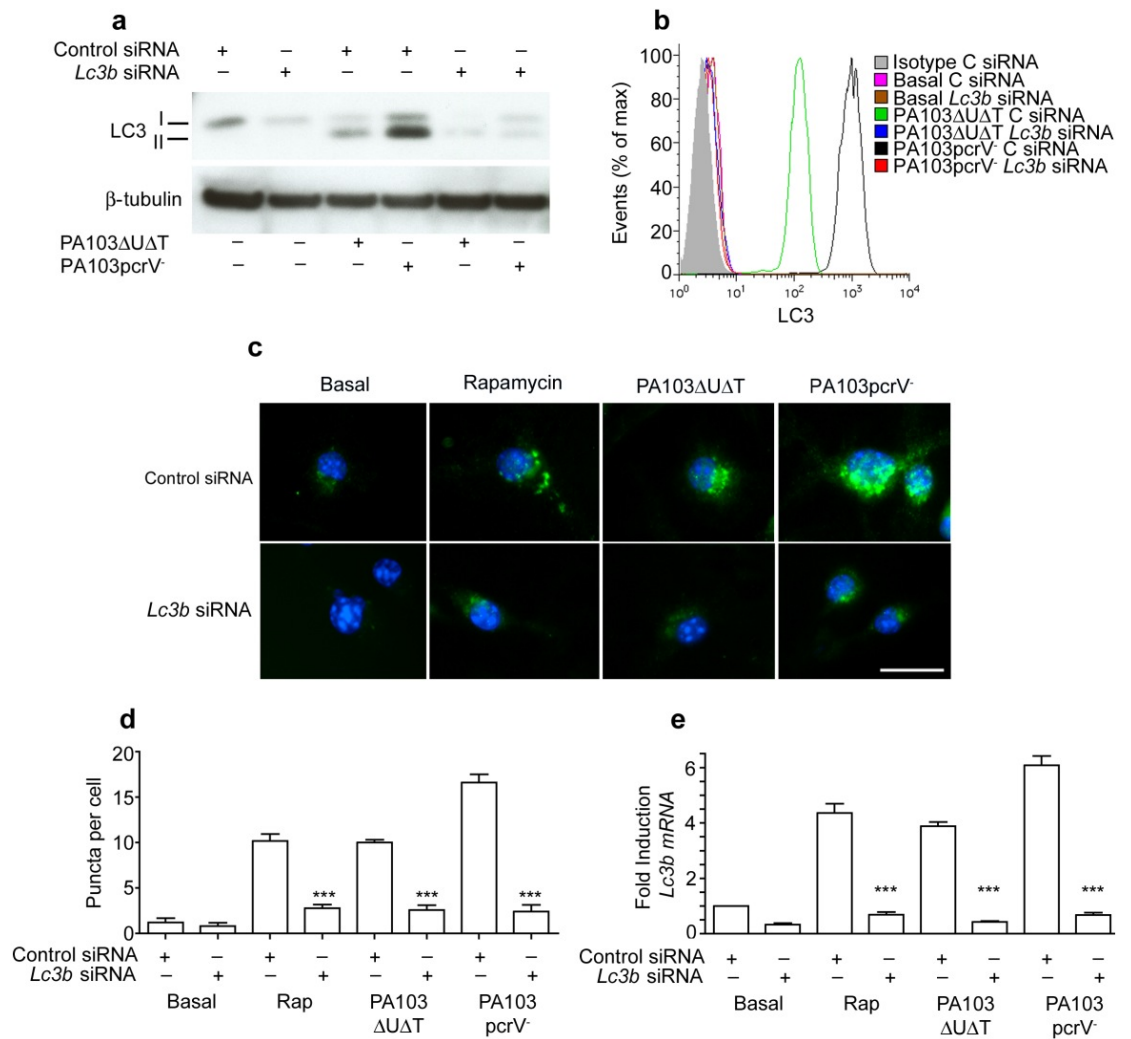 a
Control siRNA + – + + – –
Lc3b siRNA – + – – + +
LC3 I
II
β-tubulin
PA103ΔUΔT – – + – + –
PA103pcrV- – – – + – +
b
Events (% of max)
100
80
60
40
20
0
10⁰ 10¹ 10² 10³ 10⁴
LC3
Isotype C siRNA
Basal C siRNA
Basal Lc3b siRNA
PA103ΔUΔT C siRNA
PA103ΔUΔT Lc3b siRNA
PA103pcrV- C siRNA
PA103pcrV- Lc3b siRNA
c
Basal Rapamycin PA103ΔUΔT PA103pcrV-
Control siRNA
Lc3b siRNA
d
Puncta per cell
20
15
10
5
0
*** *** ***
Control siRNA + – + – + – + –
Lc3b siRNA – + – + – + – +
Basal Rap PA103 PA103
ΔUΔT pcrV-
e
Fold Induction
Lc3b mRNA
6
4
2
0
*** *** ***
Control siRNA + – + – + – + –
Lc3b siRNA – + – + – + – +
Basal Rap PA103 PA103
ΔUΔT pcrV-